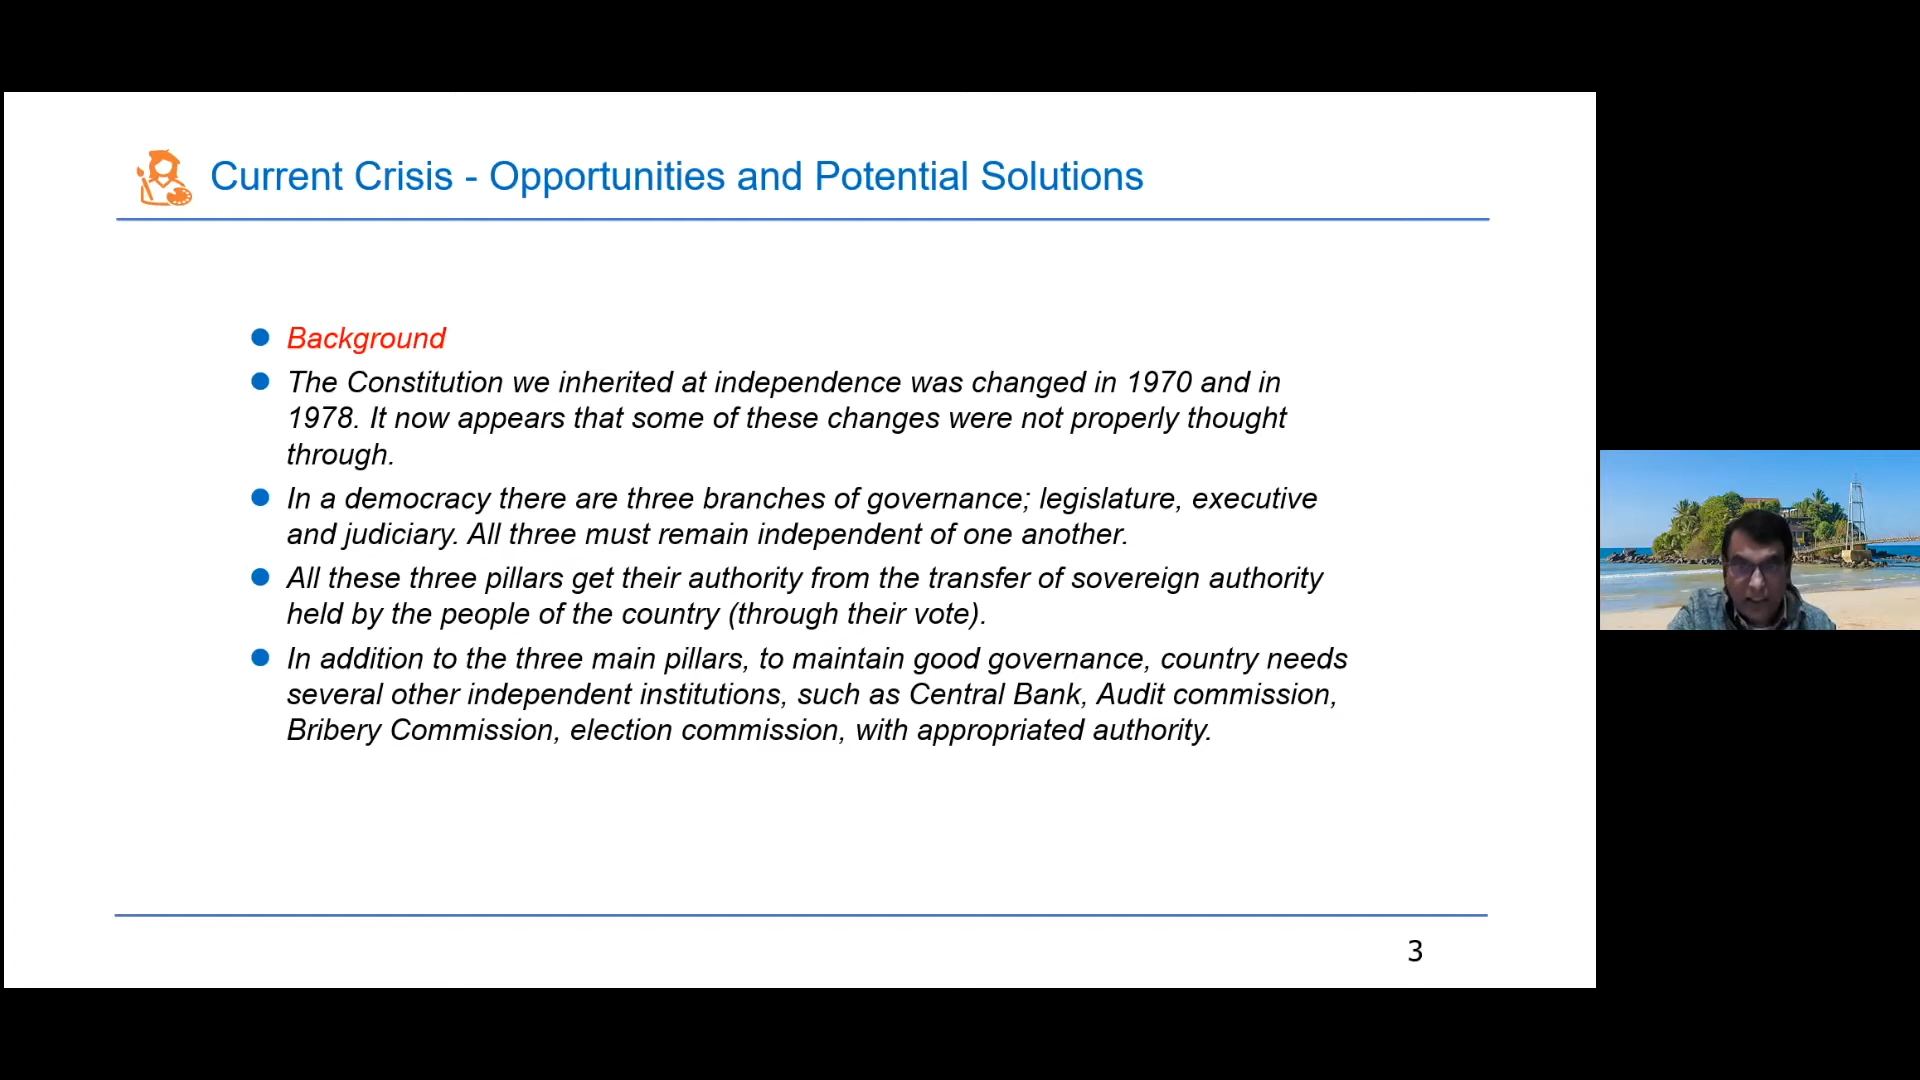 Current Crisis - Opportunities and Potential Solutions
Background
The Constitution we inherited at independence was changed in 1970 and in
1978. It now appears that some of these changes were not properly thought
through.
In a democracy there are three branches of governance; legislature, executive
and judiciary. All three must remain independent of one another.
All these three pillars get their authority from the transfer of sovereign authority
held by the people of the country (through their vote).
In addition to the three main pillars, to maintain good governance, country needs
several other independent institutions, such as Central Bank, Audit commission,
Bribery Commission, election commission, with appropriated authority.
3